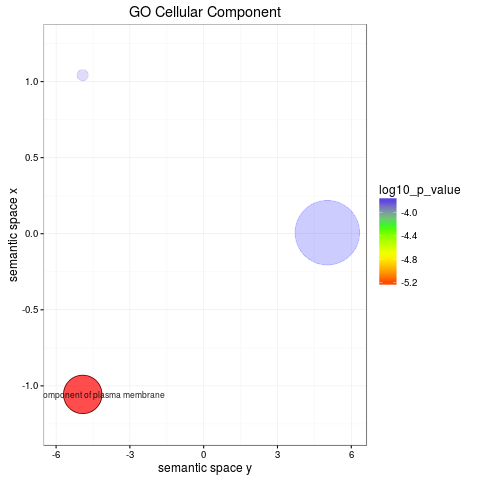 GO Cellular Component
1.0
0.5
0.0
-0.5
-1.0
semantic space x
omponent of plasma membrane
-6
-3
0
3
6
semantic space y
log10_p_value
-4.0
-4.4
-4.8
-5.2